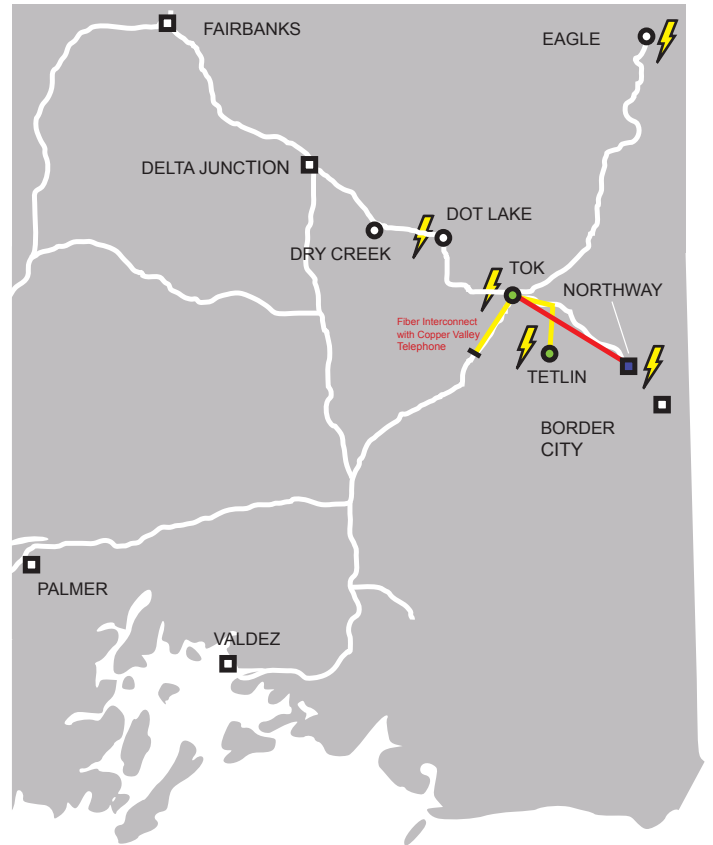 FAIRBANKS
EAGLE
DELTA JUNCTION
DOT LAKE
DRY CREEK
TOK
NORTHWAY
Fiber Interconnect
with Copper Valley
Telephone
TETLIN
BORDER
CITY
PALMER
VALDEZ